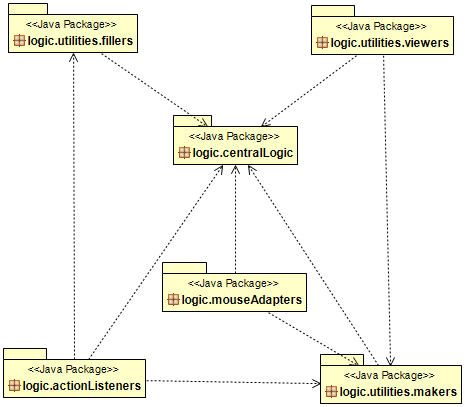 <<Java Package>>
logic.utilities.fillers
<<Java Package>>
logic.utilities.viewers
<<Java Package>>
logic.centralLogic
<<Java Package>>
logic.mouseAdapters
<<Java Package>>
logic.actionListeners
<<Java Package>>
logic.utilities.makers